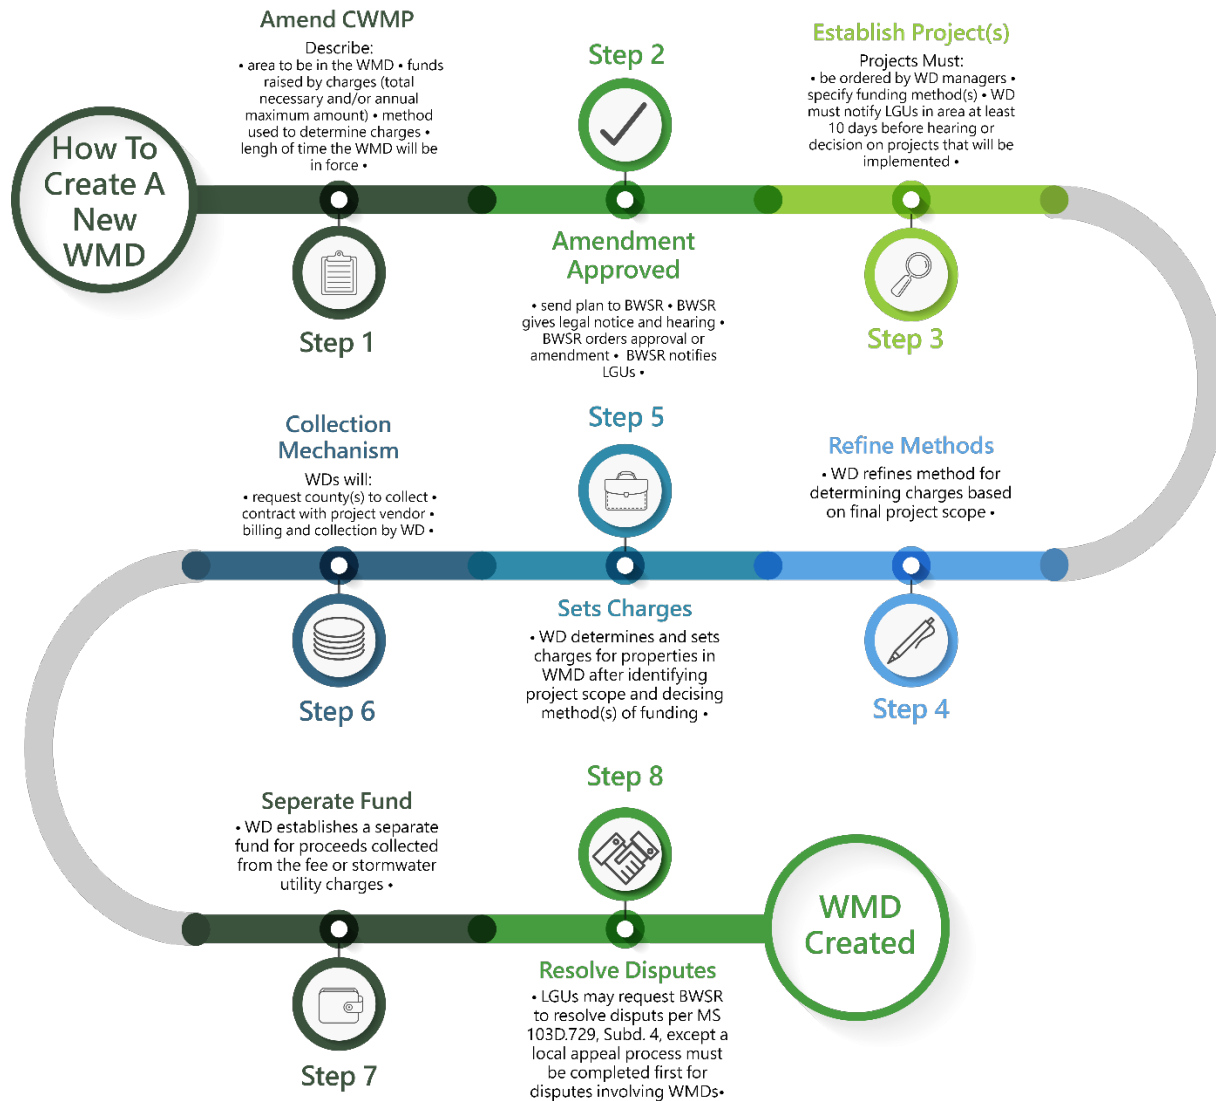 How To
Create A
New
WMD
Amend CWMP
Describe:
• area to be in the WMD • funds
raised by charges (total
necessary and/or annual
maximum amount) • method
used to determine charges •
lengh of time the WMD will be
in force •
Step 1
Step 2
Amendment
Approved
• send plan to BWSR • BWSR
gives legal notice and hearing •
BWSR orders approval or
amendment • BWSR notifies
LGUs •
Establish Project(s)
Projects Must:
• be ordered by WD managers •
specify funding method(s) • WD
must notify LGUs in area at least
10 days before hearing or
decision on projects that will be
implemented •
Step 3
Refine Methods
• WD refines method for
determining charges based
on final project scope •
Step 4
Step 5
Sets Charges
• WD determines and sets
charges for properties in
WMD after identifying
project scope and decising
method(s) of funding •
Collection
Mechanism
WDs will:
• request county(s) to collect •
contract with project vendor •
billing and collection by WD •
Step 6
Seperate Fund
• WD establishes a separate
fund for proceeds collected
from the fee or stormwater
utility charges •
Step 7
Step 8
Resolve Disputes
• LGUs may request BWSR
to resolve disputs per MS
103D.729, Subd. 4, except a
local appeal process must
be completed first for
disputes involving WMDs•
WMD
Created